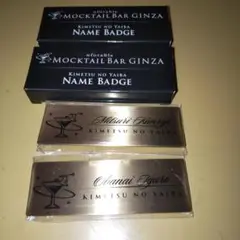 ufotable
MOCKTAIL BAR GINZA
KIMETSU NO YAIBA
NAME BADGE
ufotable
MOCKTAIL BAR GINZA
KIMETSU NO YAIBA
NAME BADGE
Mitsuri Kanroji
KIMETSU NO YAIBA
Obanai Iguro
KIMETSU NO YAIBA